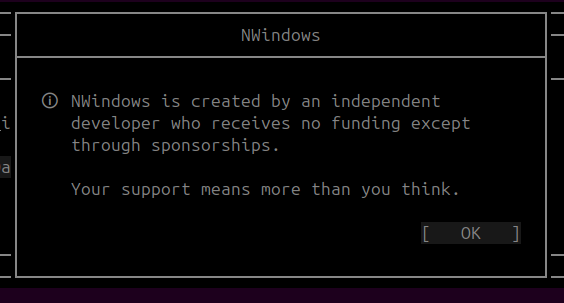 NWindows
ⓘ NWindows is created by an independent
developer who receives no funding except
through sponsorships.
Your support means more than you think.
[ OK ]